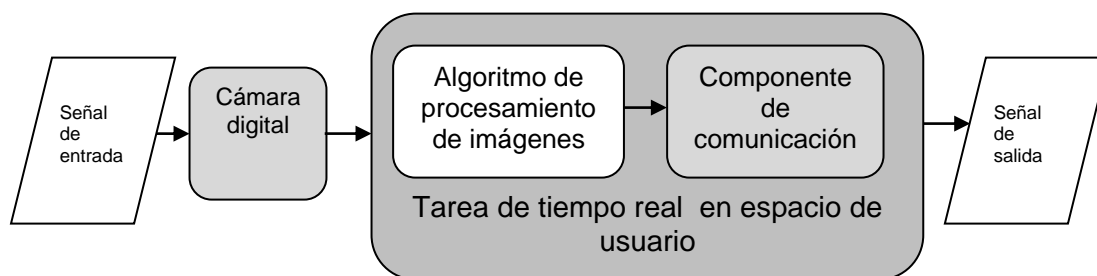 Señal
de
entrada
Cámara
digital
Algoritmo de
procesamiento
de imágenes
Componente
de
comunicación
Tarea de tiempo real en espacio de
usuario
Señal
de
salida